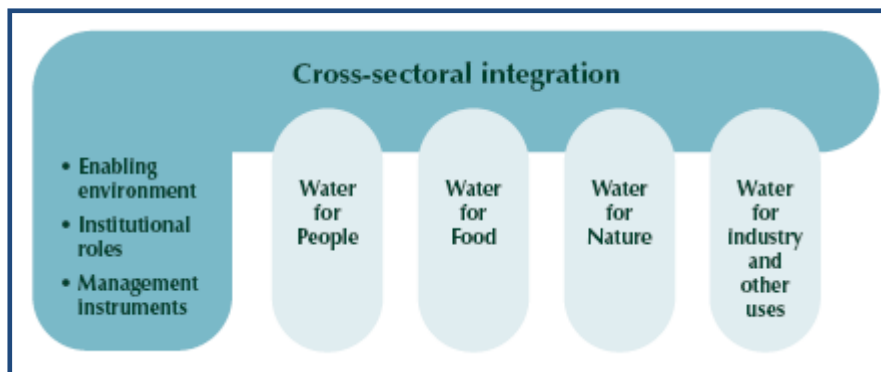 Cross-sectoral integration
• Enabling
environment
• Institutional
roles
• Management
instruments
Water
for
People
Water
for
Food
Water
for
Nature
Water
for
industry
and
other
uses